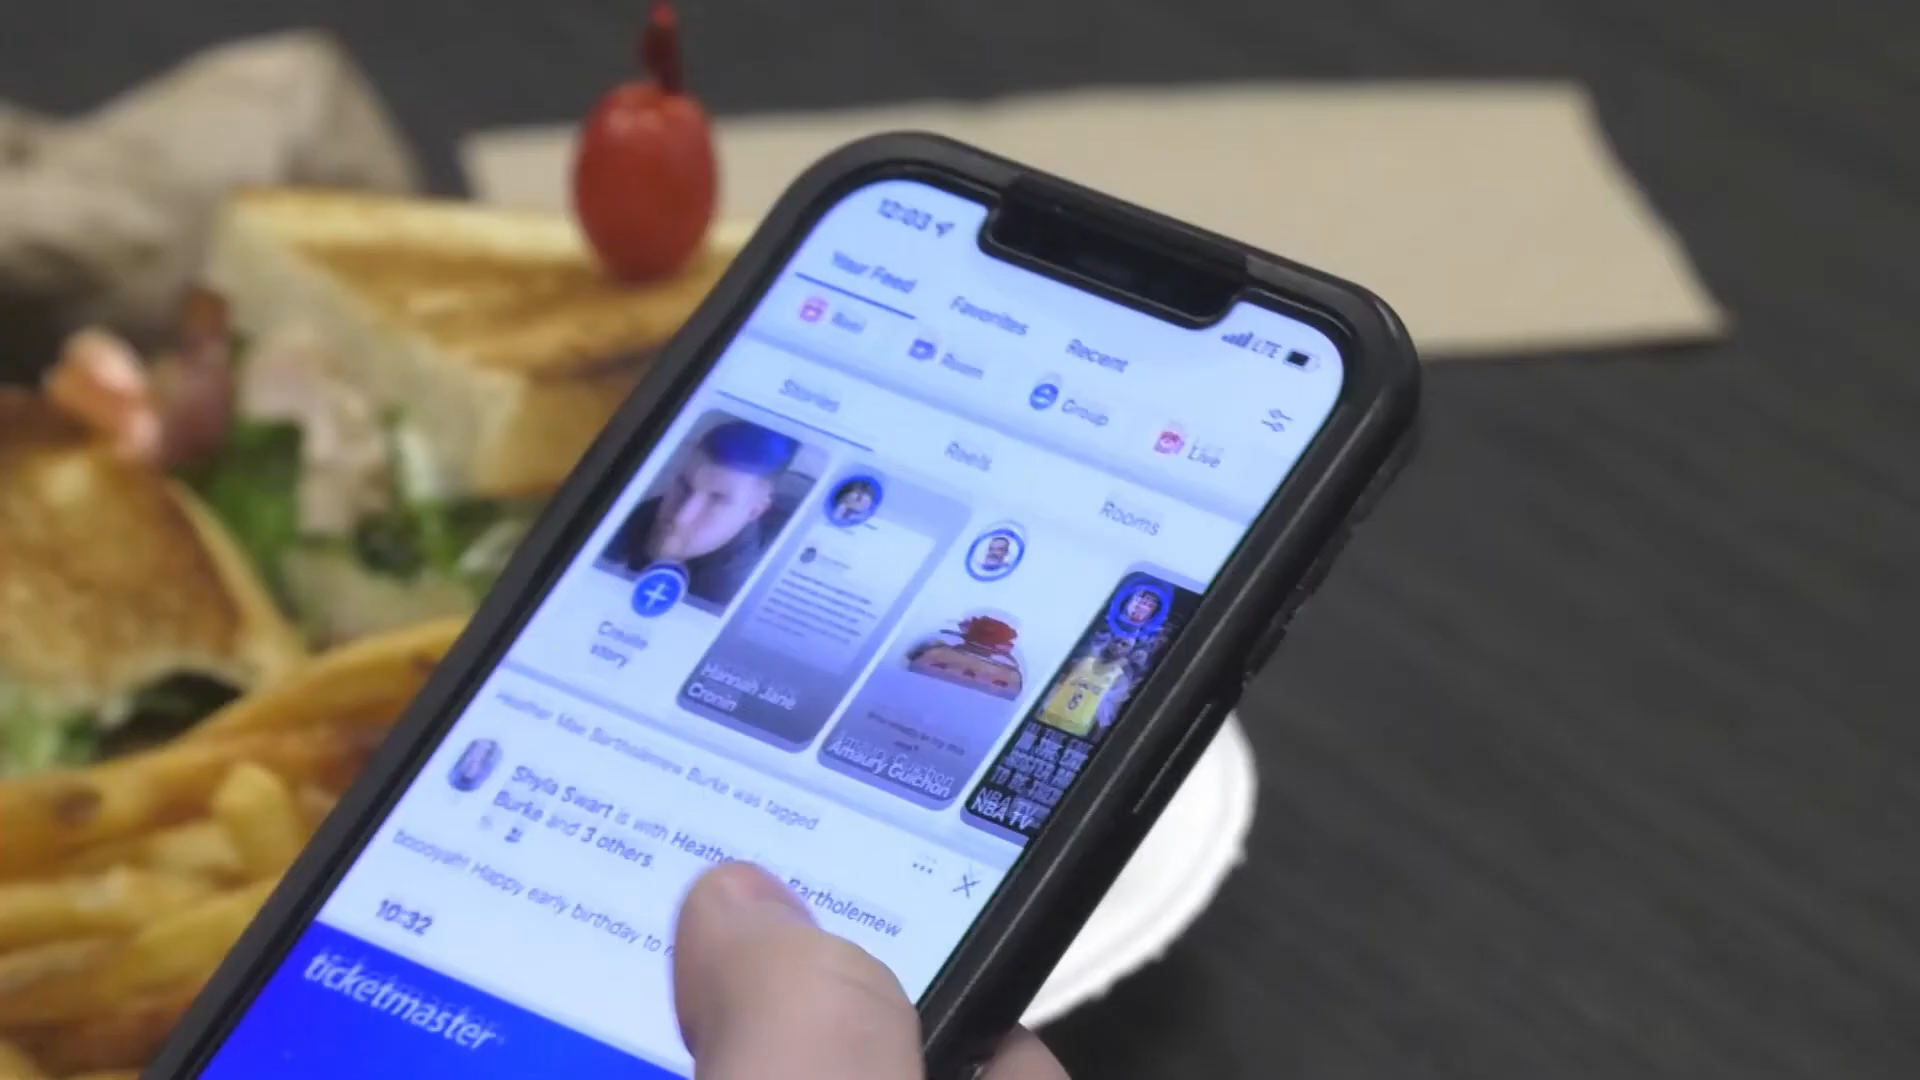 12:03
LTE
Your Feed
Favorites
Recent
Reel
Room
Group
Live
Stories
Reels
Rooms
Create
story
Hannah Jane
Cronin
Amaury Guichon
NBA TV
6
Heather Mae Bartholemew Burke was tagged
Shyla Swart is with Heather
Bartholemew
Burke and 3 others.
boooyah! Happy early birthday to
10:32
ticketmaster